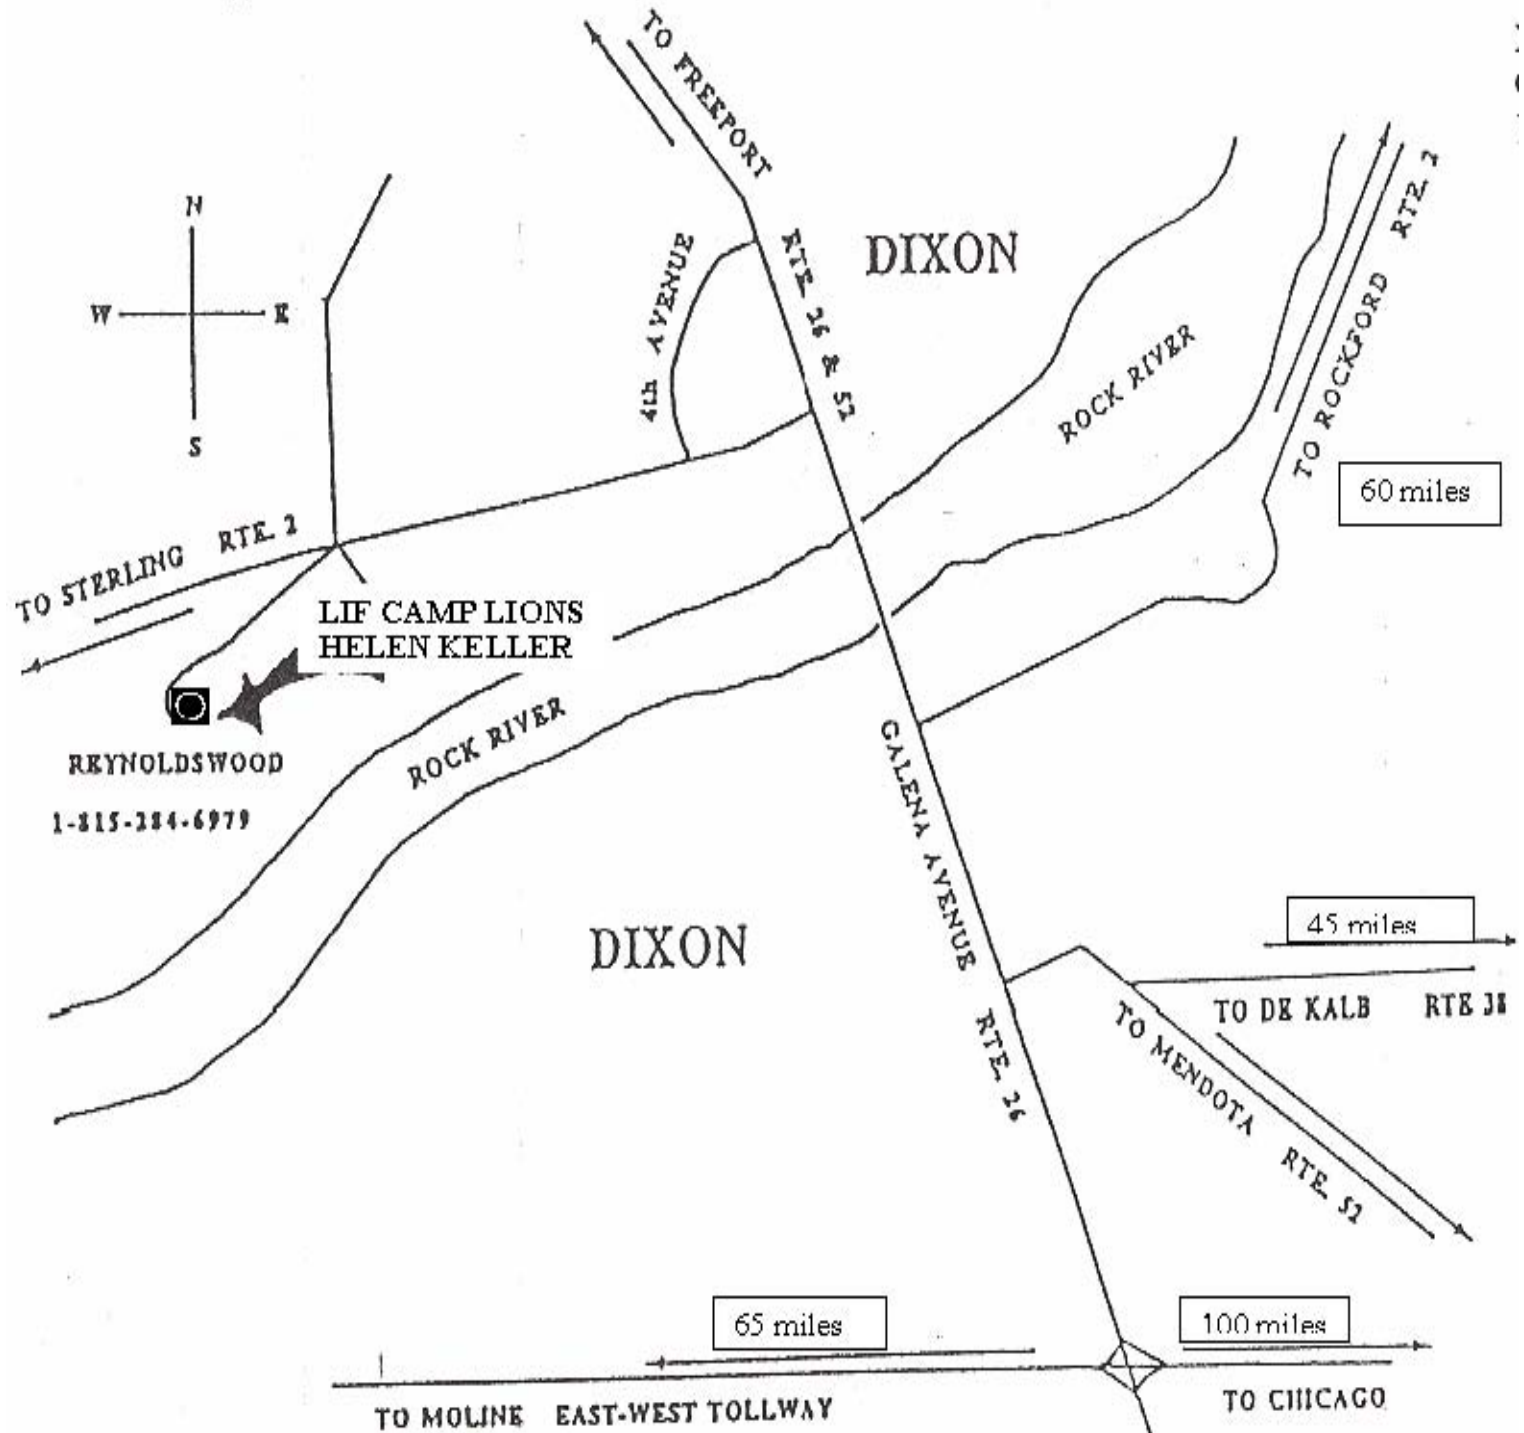 TO FREEPORT
N
W E
S
4th AVENUE
RTE. 26 & 52
DIXON
ROCK RIVER
TO ROCKFORD RTE. 2
60 miles
TO STERLING RTE. 2
LIF CAMP LIONS
HELEN KELLER
REYNOLDSWOOD
1-815-284-6979
ROCK RIVER
GALENA AVENUE RTE. 26
DIXON
45 miles
TO DE KALB RTE 38
TO MENDOTA RTE. 52
65 miles
100 miles
TO MOLINE EAST-WEST TOLLWAY
TO CHICAGO